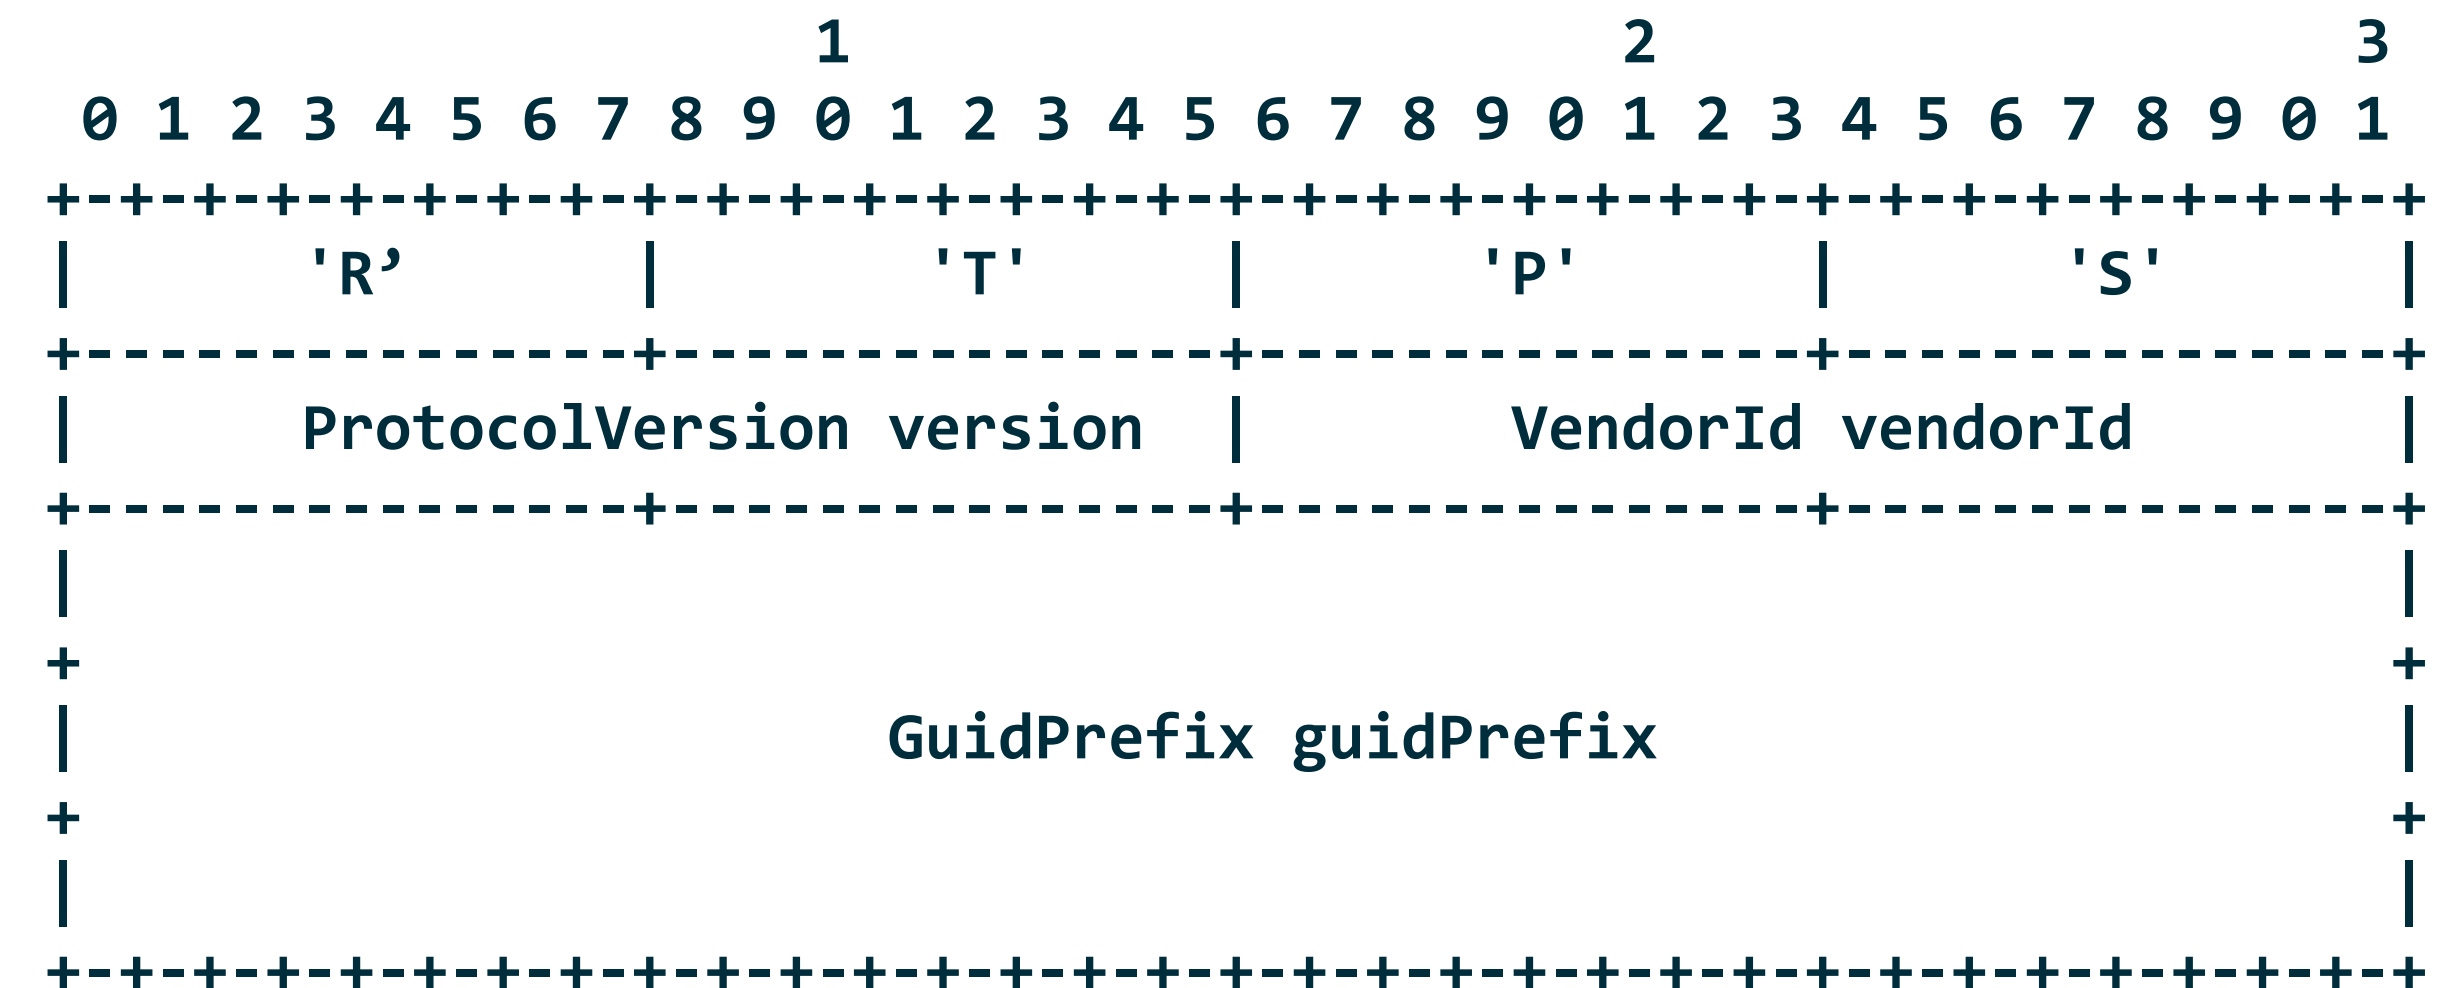 1                     2                   3
 0 1 2 3 4 5 6 7 8 9 0 1 2 3 4 5 6 7 8 9 0 1 2 3 4 5 6 7 8 9 0 1
+-+-+-+-+-+-+-+-+-+-+-+-+-+-+-+-+-+-+-+-+-+-+-+-+-+-+-+-+-+-+-+-+
|      'R’      |       'T'     |      'P'      |      'S'      |
+---------------+---------------+---------------+---------------+
|      ProtocolVersion version  |       VendorId vendorId       |
+---------------+---------------+---------------+---------------+
|                                                               |
+                                                               +
|                      GuidPrefix guidPrefix                    |
+                                                               +
|                                                               |
+-+-+-+-+-+-+-+-+-+-+-+-+-+-+-+-+-+-+-+-+-+-+-+-+-+-+-+-+-+-+-+-+